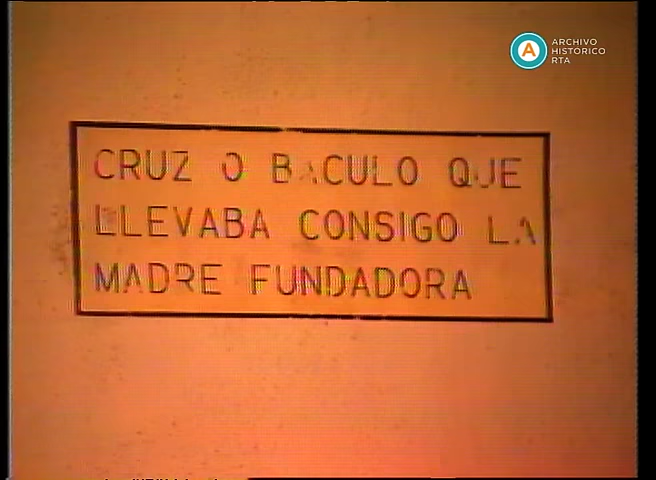 ARCHIVO
HISTORICO
RTA
CRUZ O BACULO QUE
LLEVABA CONSIGO LA
MADRE FUNDADORA